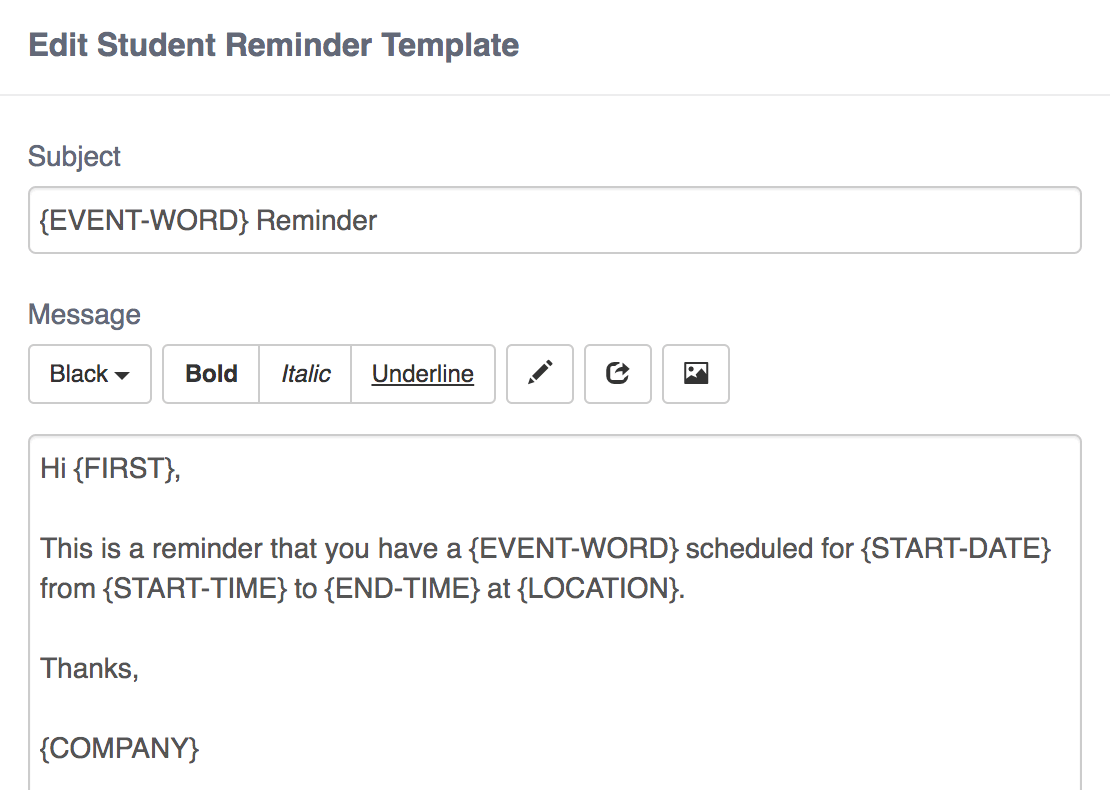 Edit Student Reminder Template
Subject
{EVENT-WORD} Reminder
Message
Black Bold Italic Underline
Hi {FIRST},
This is a reminder that you have a {EVENT-WORD} scheduled for {START-DATE}
from {START-TIME} to {END-TIME} at {LOCATION}.
Thanks,
{COMPANY}